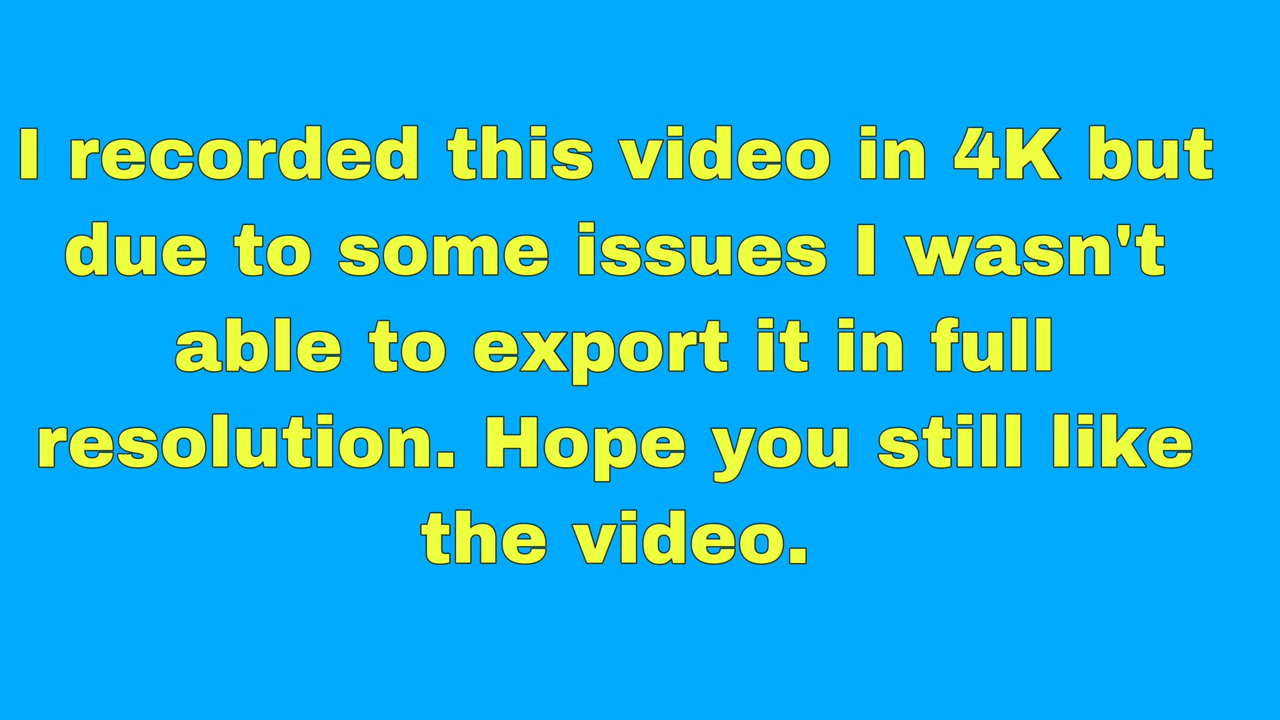 I recorded this video in 4K but
due to some issues I wasn't
able to export it in full
resolution. Hope you still like
the video.